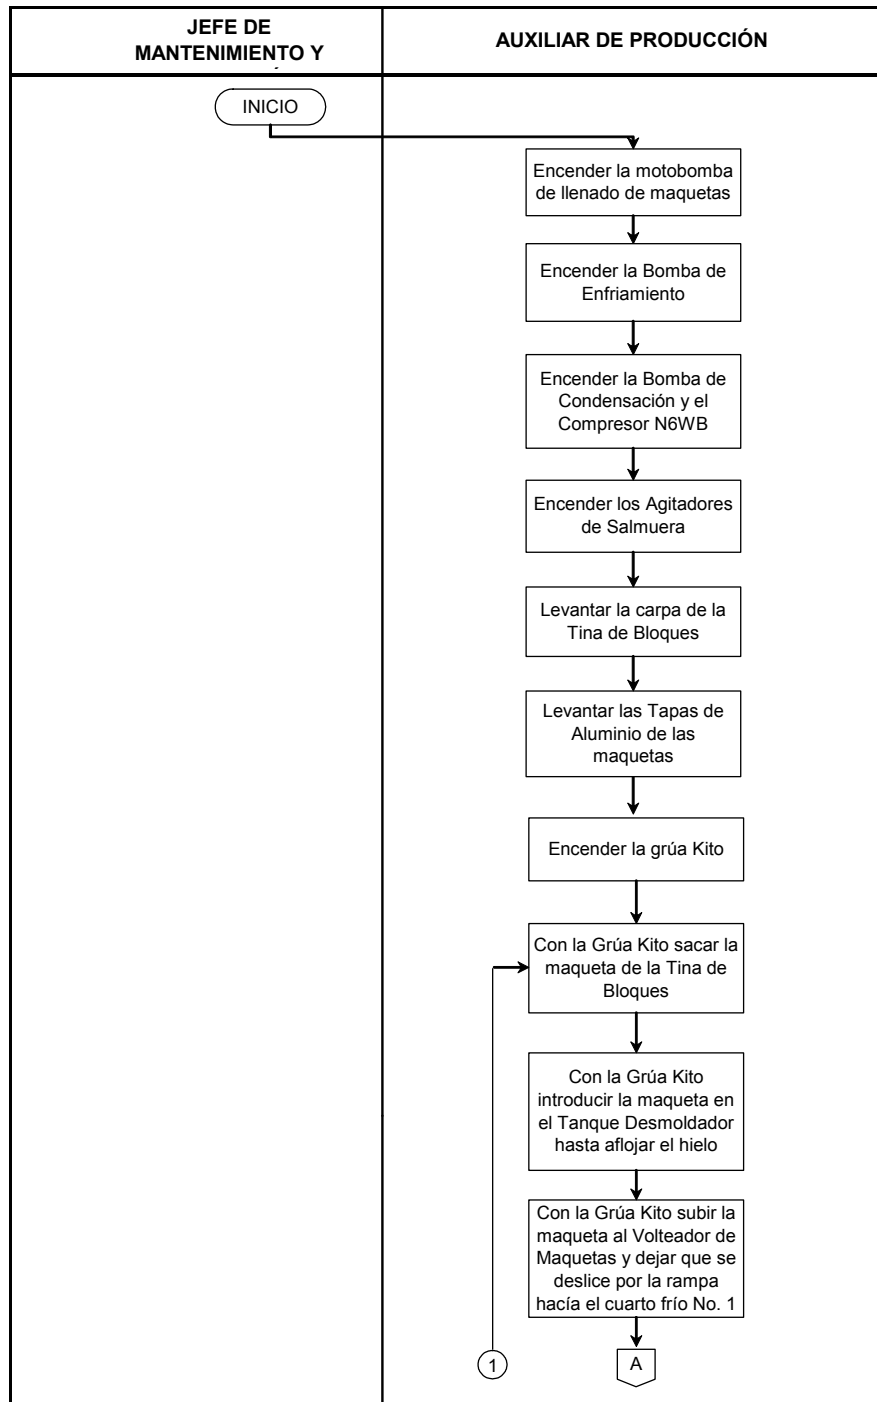 JEFE DE
MANTENIMIENTO Y
AUXILIAR DE PRODUCCIÓN
INICIO
Encender la motobomba
de llenado de maquetas
Encender la Bomba de
Enfriamiento
Encender la Bomba de
Condensación y el
Compresor N6WB
Encender los Agitadores
de Salmuera
Levantar la carpa de la
Tina de Bloques
Levantar las Tapas de
Aluminio de las
maquetas
Encender la grúa Kito
Con la Grúa Kito sacar la
maqueta de la Tina de
Bloques
Con la Grúa Kito
introducir la maqueta en
el Tanque Desmoldador
hasta aflojar el hielo
Con la Grúa Kito subir la
maqueta al Volteador de
Maquetas y dejar que se
deslice por la rampa
hacía el cuarto frío No. 1
1
A